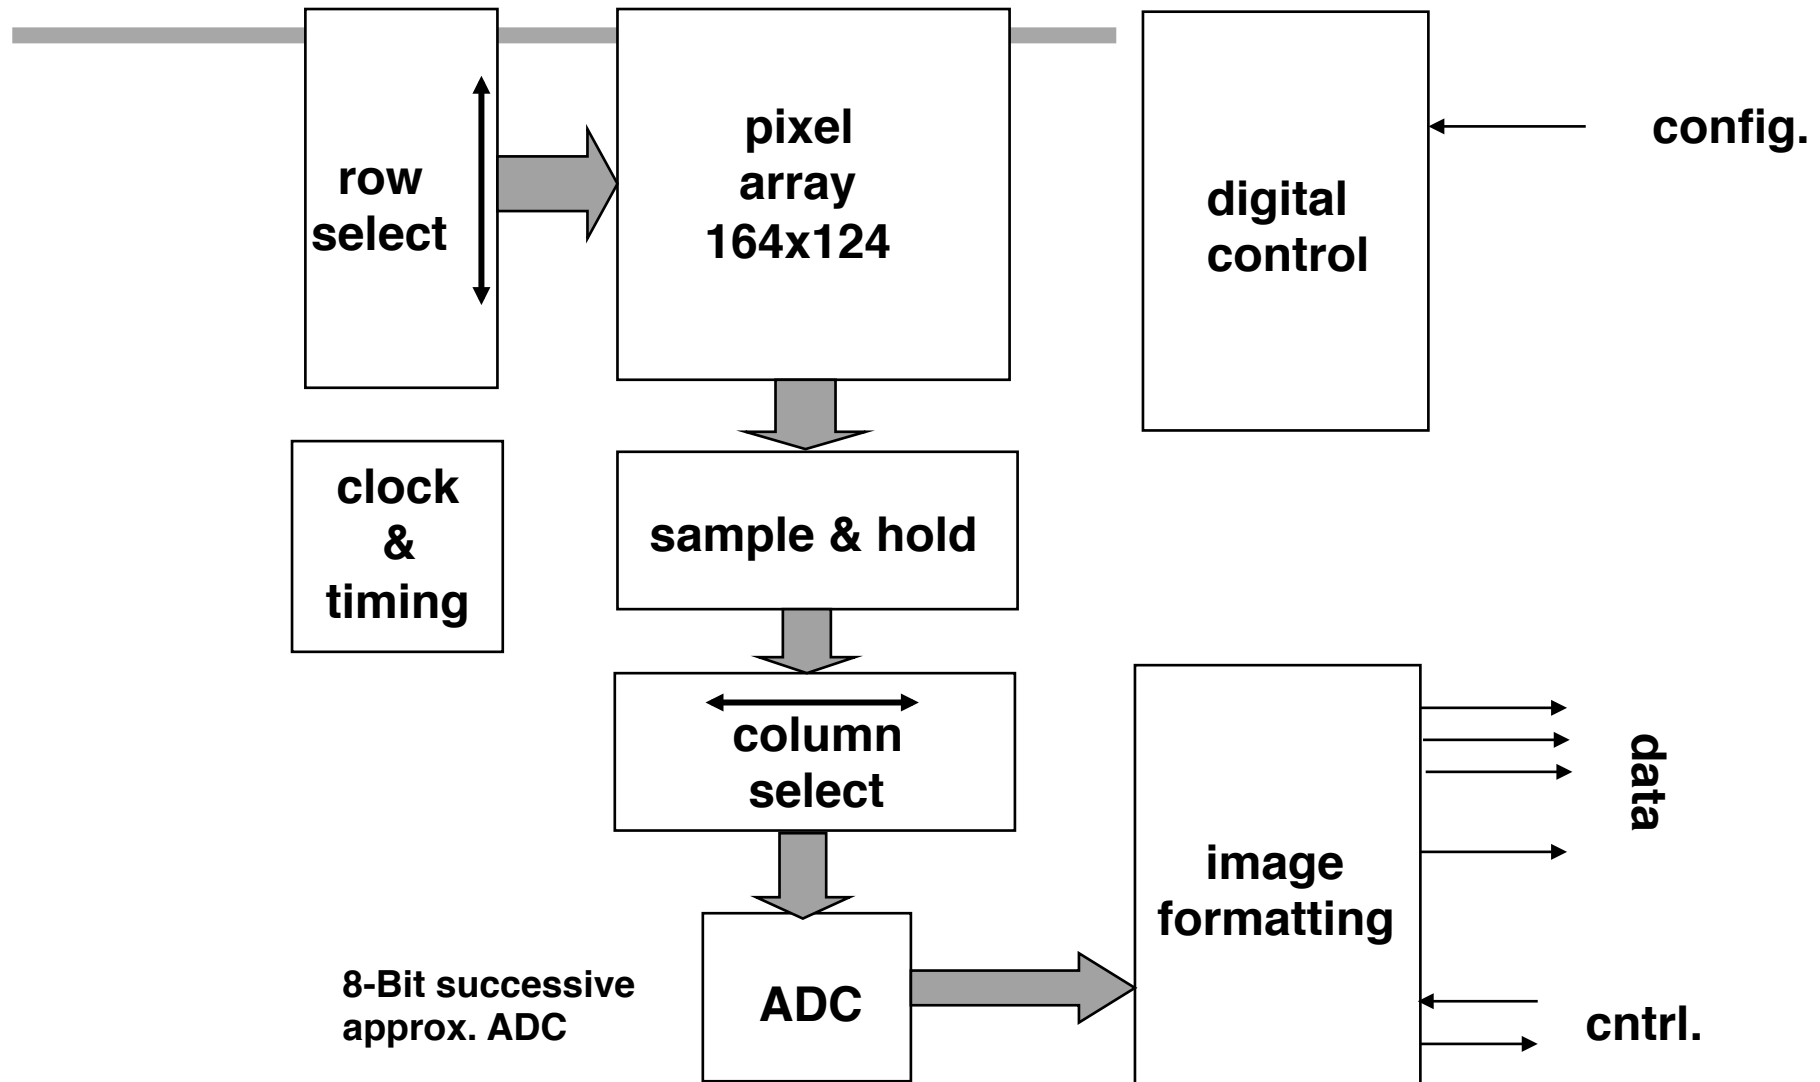 row
select
pixel
array
164x124
digital
control
config.
clock
&
timing
sample & hold
column
select
image
formatting
data
8-Bit successive
approx. ADC
ADC
cntrl.